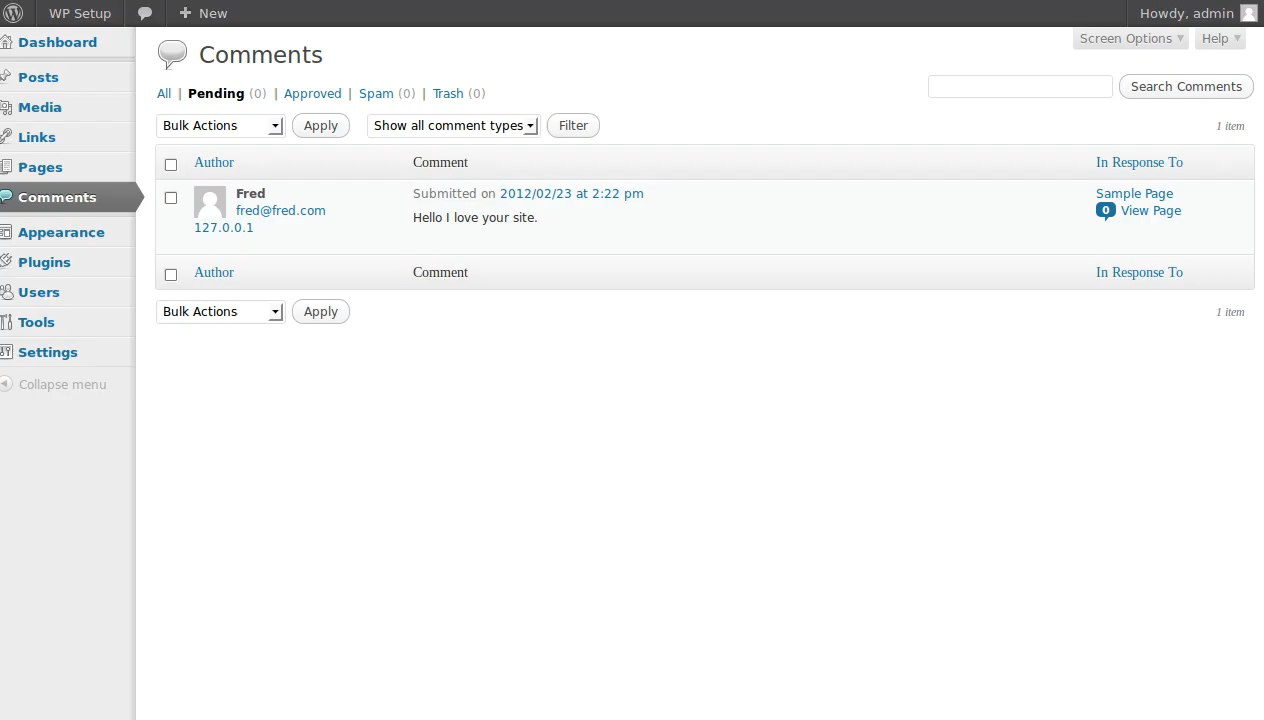 WP Setup
New
Howdy, admin
Dashboard
Posts
Media
Links
Pages
Comments
Appearance
Plugins
Users
Tools
Settings
Collapse menu
Screen Options
Help
Comments
All | Pending (0) | Approved | Spam (0) | Trash (0)
Search Comments
Bulk Actions Apply Show all comment types Filter
1 item
Author Comment In Response To
Fred
fred@fred.com
127.0.0.1
Submitted on 2012/02/23 at 2:22 pm
Hello I love your site.
Sample Page
0 View Page
Author Comment In Response To
Bulk Actions Apply
1 item